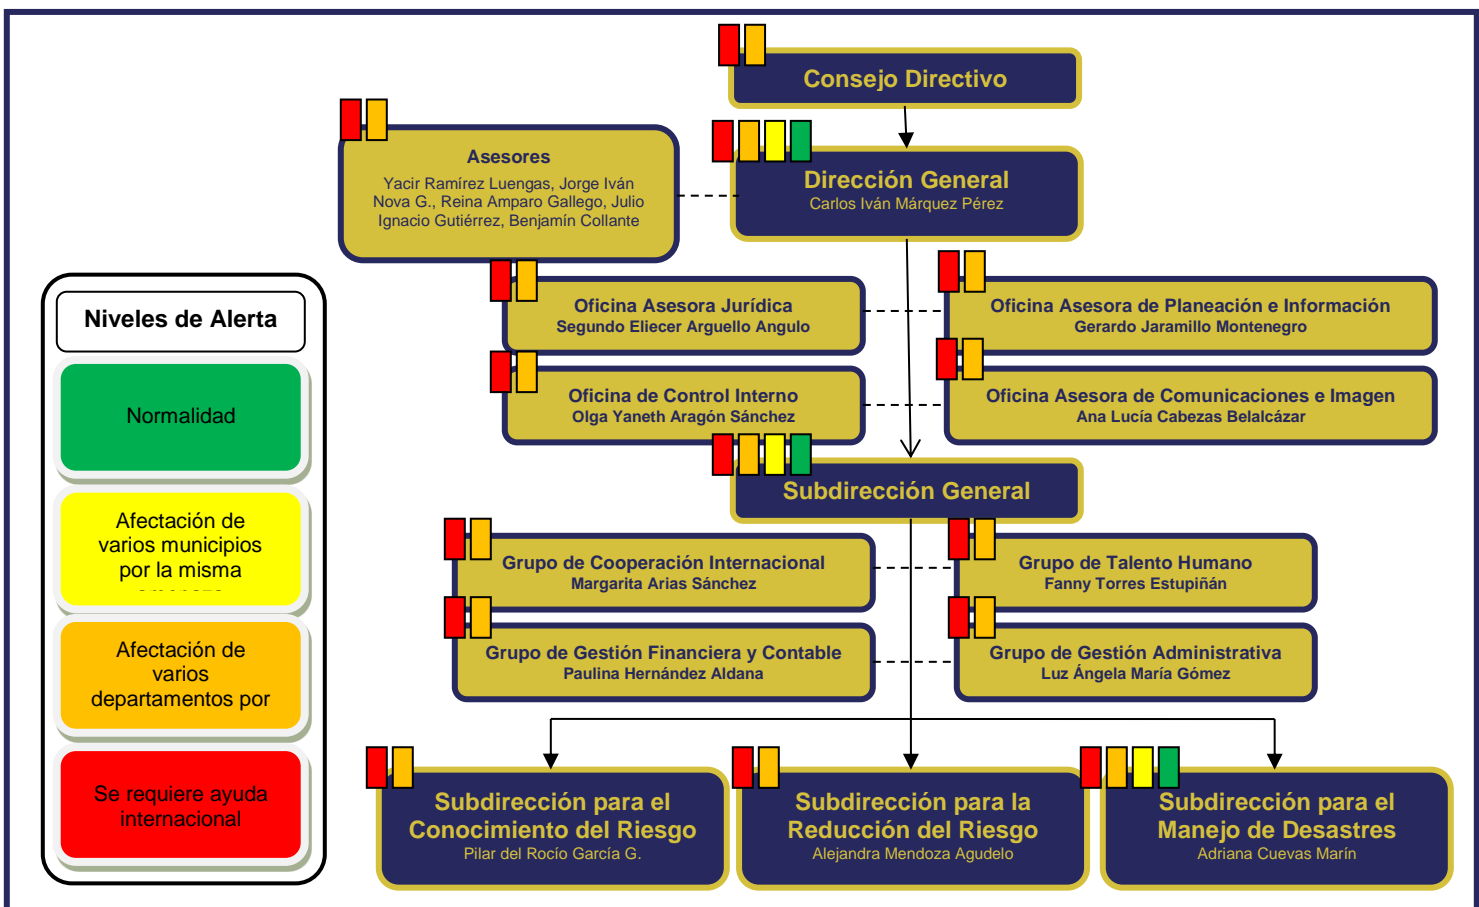 Consejo Directivo
Asesores
Yacir Ramírez Luengas, Jorge Iván
Nova G., Reina Amparo Gallego, Julio
Ignacio Gutiérrez, Benjamín Collante
Dirección General
Carlos Iván Márquez Pérez
Oficina Asesora Jurídica
Segundo Eliecer Arguello Angulo
Oficina Asesora de Planeación e Información
Gerardo Jaramillo Montenegro
Oficina de Control Interno
Olga Yaneth Aragón Sánchez
Oficina Asesora de Comunicaciones e Imagen
Ana Lucía Cabezas Belalcázar
Subdirección General
Grupo de Cooperación Internacional
Margarita Arias Sánchez
Grupo de Talento Humano
Fanny Torres Estupiñán
Grupo de Gestión Financiera y Contable
Paulina Hernández Aldana
Grupo de Gestión Administrativa
Luz Ángela María Gómez
Subdirección para el
Conocimiento del Riesgo
Pilar del Rocío García G.
Subdirección para la
Reducción del Riesgo
Alejandra Mendoza Agudelo
Subdirección para el
Manejo de Desastres
Adriana Cuevas Marín
Niveles de Alerta
Normalidad
Afectación de
varios municipios
por la misma
Afectación de
varios
departamentos por
Se requiere ayuda
internacional